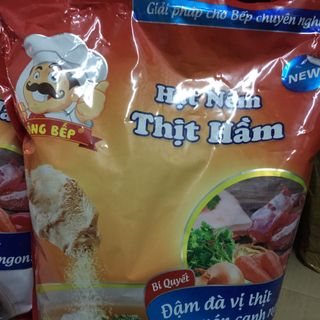 Giải pháp cho Bếp chuyên ngh
NEW
Hạt Nêm
Thịt Hầm
NG BẾP
Bí Quyết
Đậm đà vị thịt
ngon